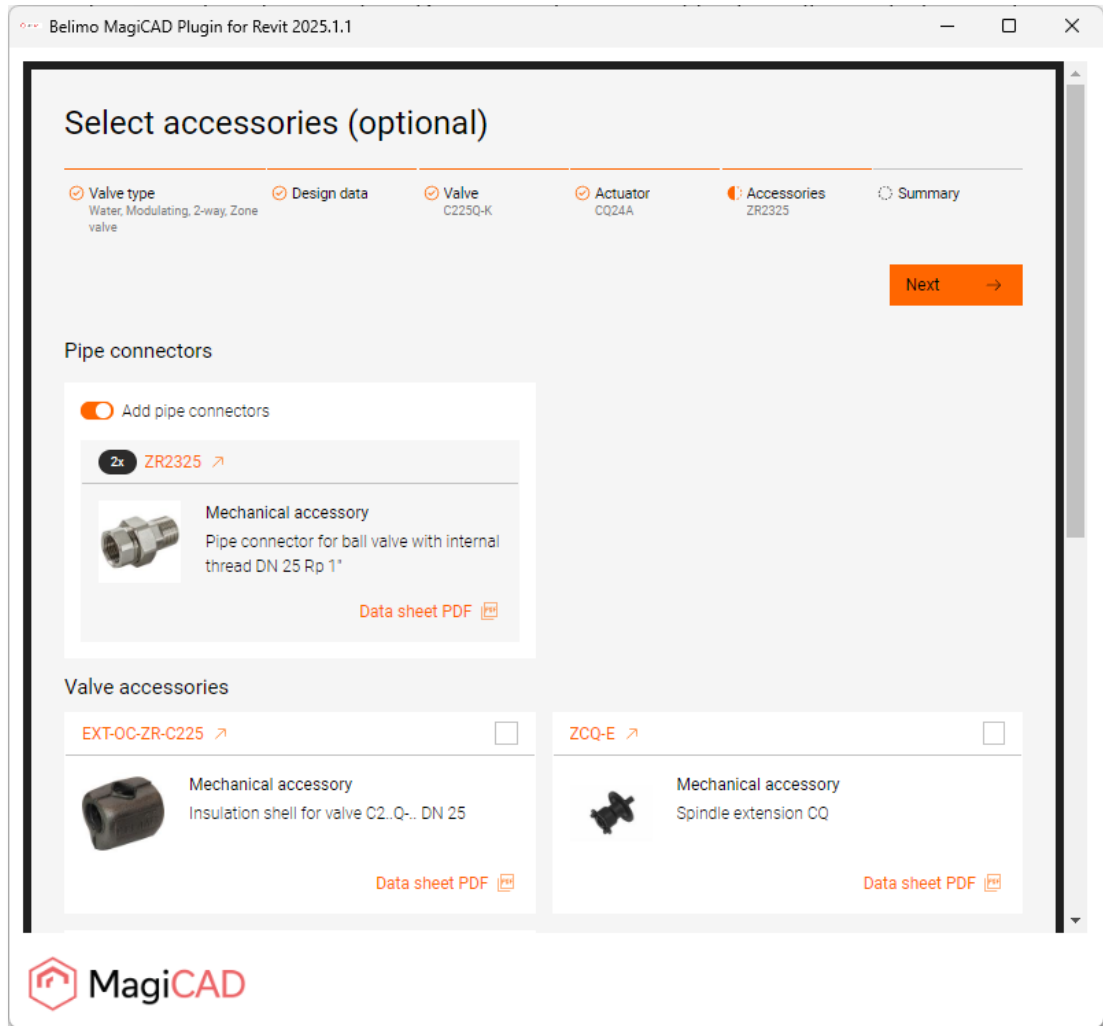 Belimo MagiCAD Plugin for Revit 2025.1.1
Select accessories (optional)
Valve type
Water, Modulating, 2-way, Zone
valve
Design data
Valve
C225Q-K
Actuator
CQ24A
Accessories
ZR2325
Summary
Next
Pipe connectors
Add pipe connectors
2x ZR2325
Mechanical accessory
Pipe connector for ball valve with internal
thread DN 25 Rp 1"
Data sheet PDF
Valve accessories
EXT-OC-ZR-C225
Mechanical accessory
Insulation shell for valve C2..Q-.. DN 25
Data sheet PDF
ZCQ-E
Mechanical accessory
Spindle extension CQ
Data sheet PDF
MagiCAD